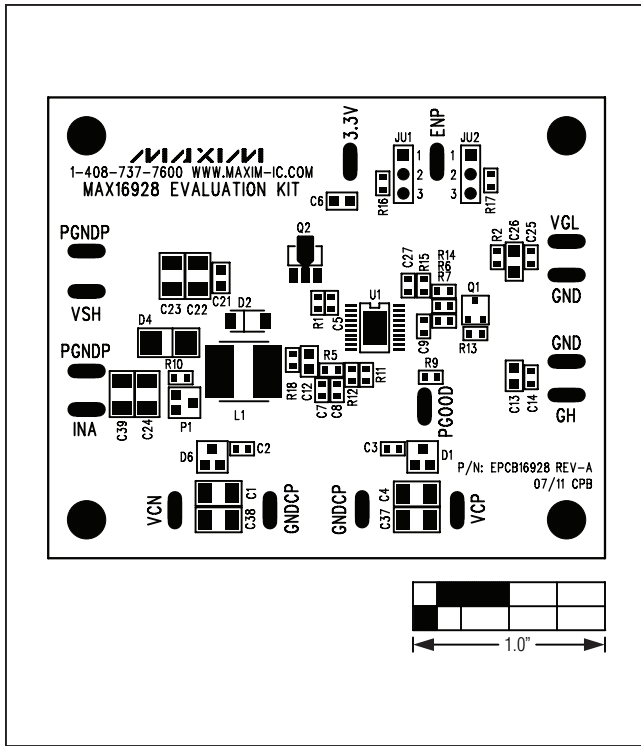 3.3V
ENP
JU1
JU2
1
2
3
1
2
3
MAXIM
1-408-737-7600 WWW.MAXIM-IC.COM
MAX16928 EVALUATION KIT
R16
R17
C6
PGNDP
VSH
Q2
VGL
GND
R2
C26
C25
C23
C22
C21
D2
C27
R15
R14
R6
R7
Q1
R1
C5
U1
C9
R13
D4
PGNDP
INA
R10
L1
R18
C12
R5
C7
C8
R12
R11
R9
PGOOD
GND
GH
C13
C14
C39
C24
P1
D6
C2
C3
D1
P/N: EPCB16928 REV-A
07/11 CPB
VCN
C1
C38
GNDCP
GNDCP
C4
C37
VCP
1.0"